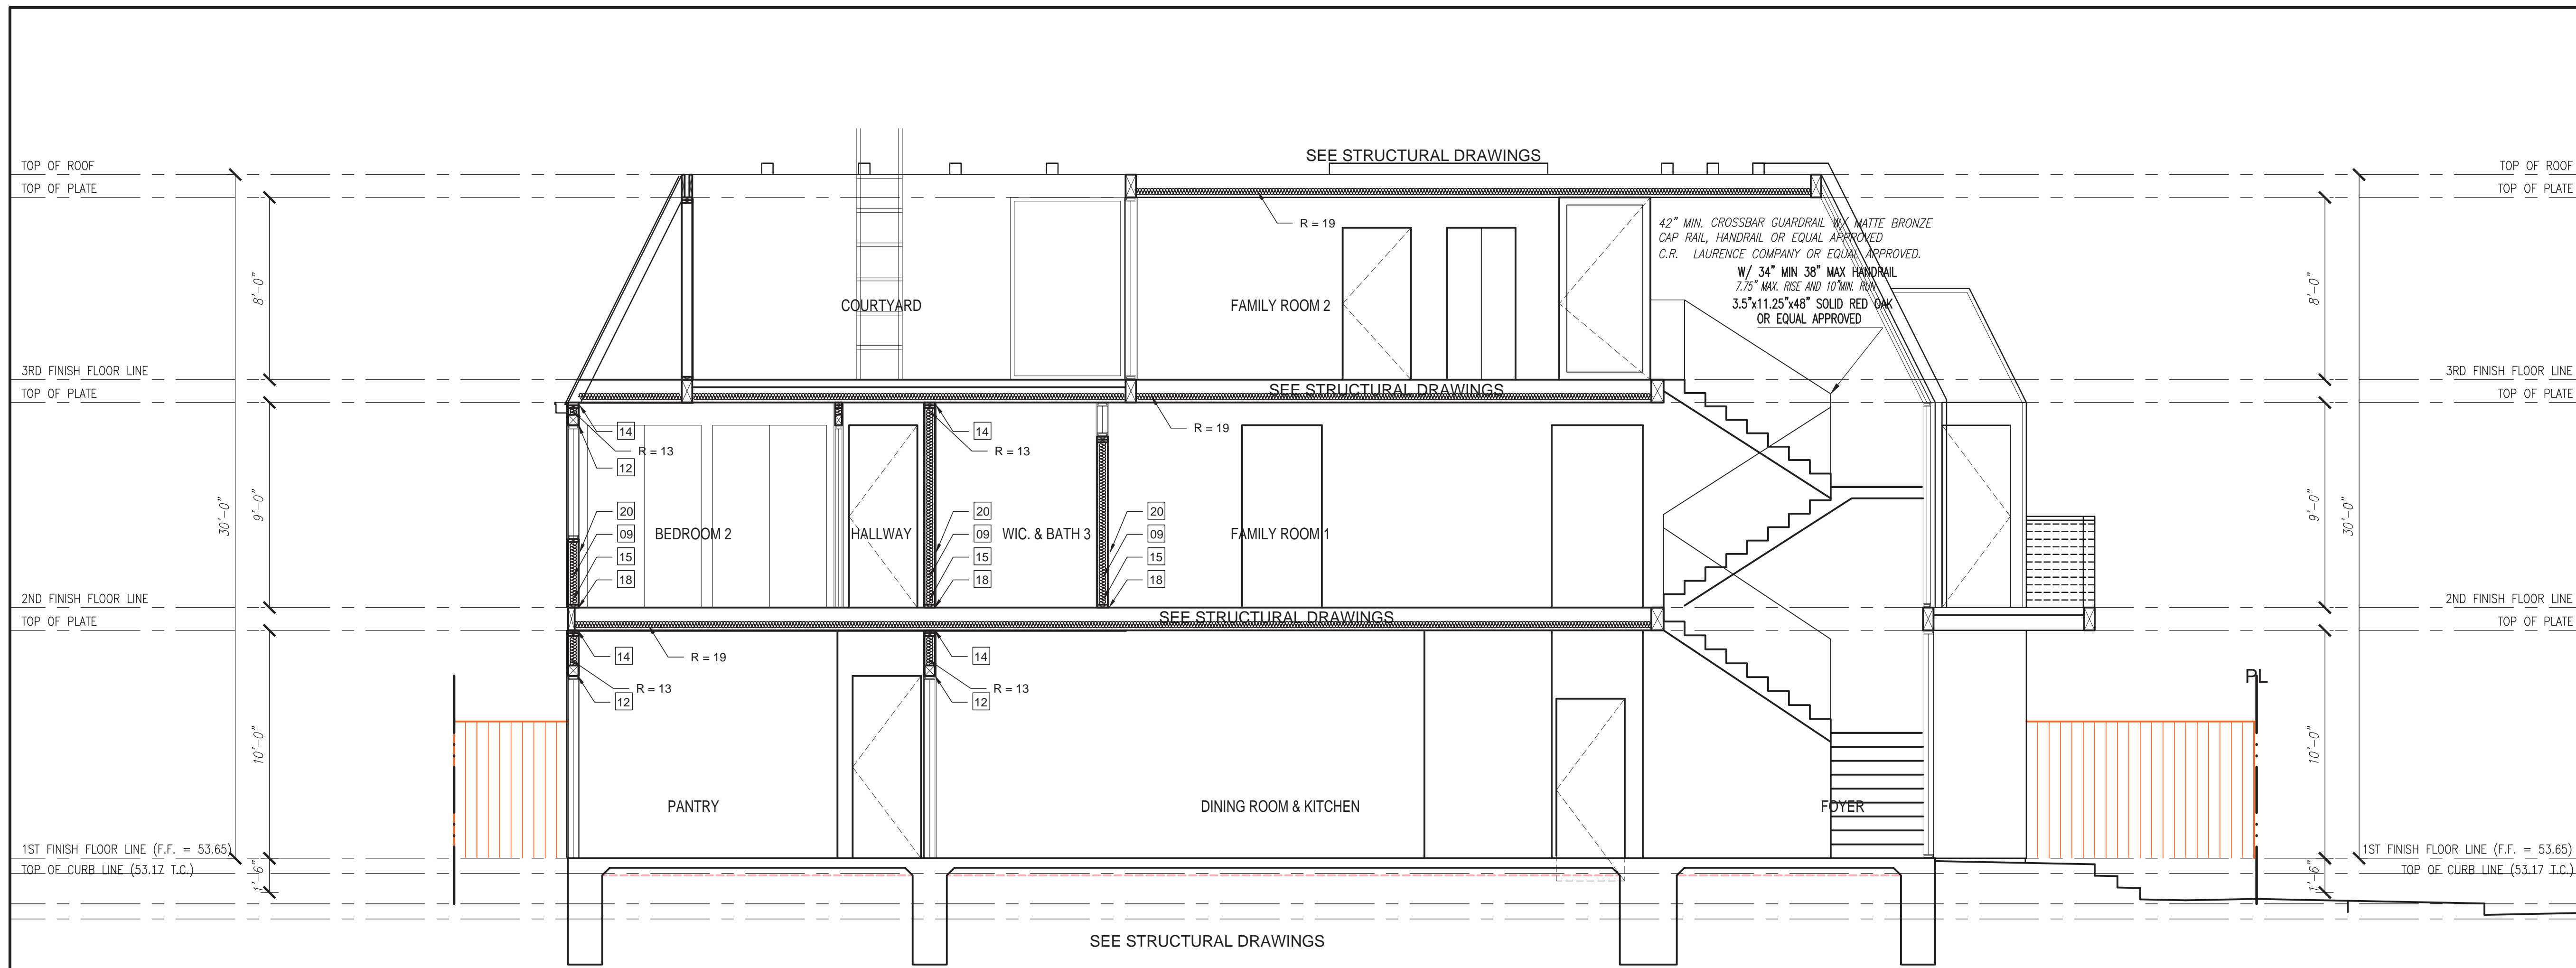 SEE STRUCTURAL DRAWINGS
TOP OF ROOF
TOP OF ROOF
TOP OF PLATE
TOP OF PLATE
R = 19
42" MIN. CROSSBAR GUARDRAIL W/ MATTE BRONZE
CAP RAIL, HANDRAIL OR EQUAL APPROVED
C.R. LAURENCE COMPANY OR EQUAL APPROVED.
W/ 34" MIN 38" MAX HANDRAIL
7.75" MAX. RISE AND 10"MIN. RUN
3.5"x11.25"x48" SOLID RED OAK
OR EQUAL APPROVED
8'-0"
COURTYARD
FAMILY ROOM 2
8'-0"
3RD FINISH FLOOR LINE
3RD FINISH FLOOR LINE
SEE STRUCTURAL DRAWINGS
TOP OF PLATE
TOP OF PLATE
14
14
R = 19
R = 13
R = 13
12
30'-0"
9'-0"
20
20
20
9'-0"
30'-0"
09
09
09
BEDROOM 2
HALLWAY
WIC. & BATH 3
FAMILY ROOM 1
15
15
15
18
18
18
2ND FINISH FLOOR LINE
2ND FINISH FLOOR LINE
SEE STRUCTURAL DRAWINGS
TOP OF PLATE
TOP OF PLATE
14
R = 19
14
R = 13
R = 13
12
12
PL
10'-0"
10'-0"
PANTRY
DINING ROOM & KITCHEN
FOYER
1ST FINISH FLOOR LINE (F.F. = 53.65)
1ST FINISH FLOOR LINE (F.F. = 53.65)
TOP OF CURB LINE (53.17 T.C.)
TOP OF CURB LINE (53.17 T.C.)
1'-6"
1'-6"
SEE STRUCTURAL DRAWINGS